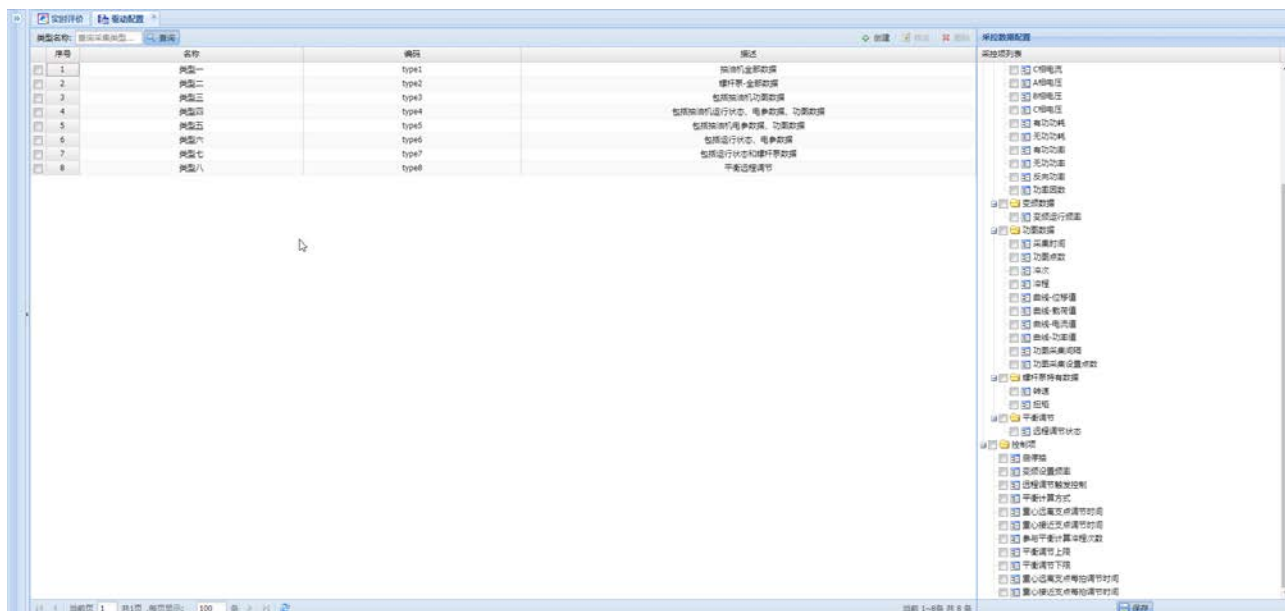 实时评价 驱动配置
类型名称: 查询采集类型... 查询 创建 修改 删除
采控数据配置
序号 名称 编码 描述
采控项列表
1 类型一 type1 抽油机全部数据
2 类型二 type2 螺杆泵-全部数据
3 类型三 type3 包括抽油机功图数据
4 类型四 type4 包括抽油机运行状态、电参数据、功图数据
5 类型五 type5 包括抽油机电参数据、功图数据
6 类型六 type6 包括运行状态、电参数据
7 类型七 type7 包括运行状态和螺杆泵数据
8 类型八 type8 平衡远程调节
C相电流
A相电压
B相电压
C相电压
有功功耗
无功功耗
有功功率
无功功率
反向功率
功率因数
变频数据
变频运行频率
功图数据
采集时间
功图点数
冲次
冲程
曲线-位移值
曲线-载荷值
曲线-电流值
曲线-功率值
功图采集间隔
功图采集设置点数
螺杆泵特有数据
转速
扭矩
平衡调节
远程调节状态
控制项
启停抽
变频设置频率
远程调节触发控制
平衡计算方式
重心远离支点调节时间
重心接近支点调节时间
参与平衡计算冲程次数
平衡调节上限
平衡调节下限
重心远离支点每拍调节时间
重心接近支点每拍调节时间
当前页 1 共1页 每页显示: 100 条 当前 1~8条 共 8 条
保存